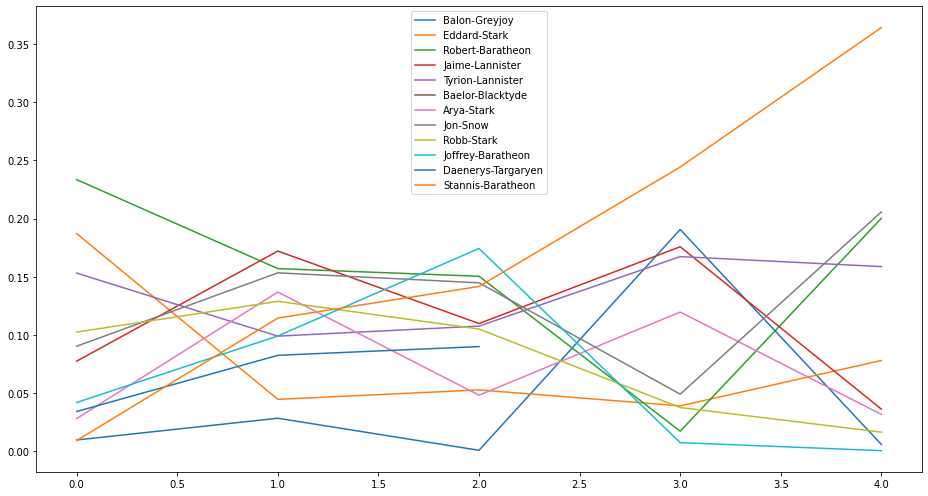 Balon-Greyjoy
Eddard-Stark
Robert-Baratheon
Jaime-Lannister
Tyrion-Lannister
Baelor-Blacktyde
Arya-Stark
Jon-Snow
Robb-Stark
Joffrey-Baratheon
Daenerys-Targaryen
Stannis-Baratheon
0.35
0.30
0.25
0.20
0.15
0.10
0.05
0.00
0.0 0.5 1.0 1.5 2.0 2.5 3.0 3.5 4.0